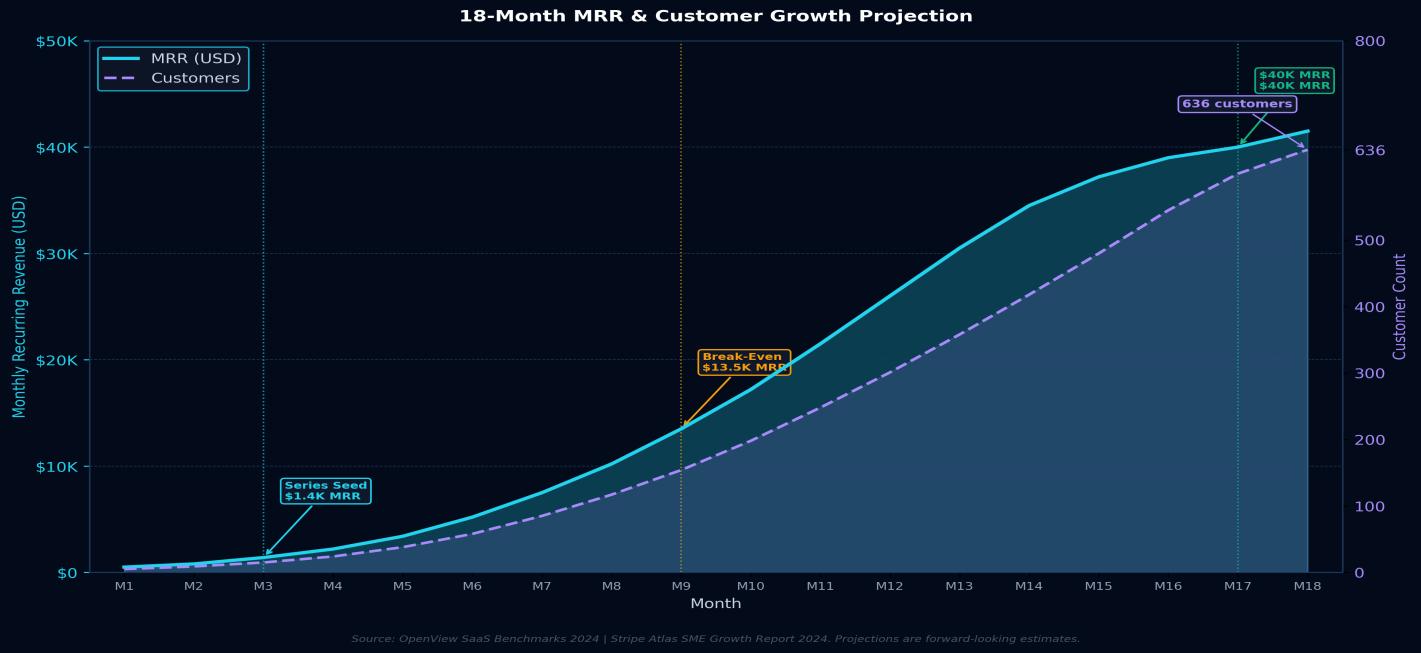 18-Month MRR & Customer Growth Projection
MRR (USD)
Customers
Monthly Recurring Revenue (USD)
$50K
$40K
$30K
$20K
$10K
$0
Series Seed
$1.4K MRR
Break-Even
$13.5K MRR
$40K MRR
$40K MRR
636 customers
800
636
500
400
300
200
100
0
Customer Count
M1 M2 M3 M4 M5 M6 M7 M8 M9 M10 M11 M12 M13 M14 M15 M16 M17 M18
Month
Source: OpenView SaaS Benchmarks 2024 | Stripe Atlas SME Growth Report 2024. Projections are forward-looking estimates.